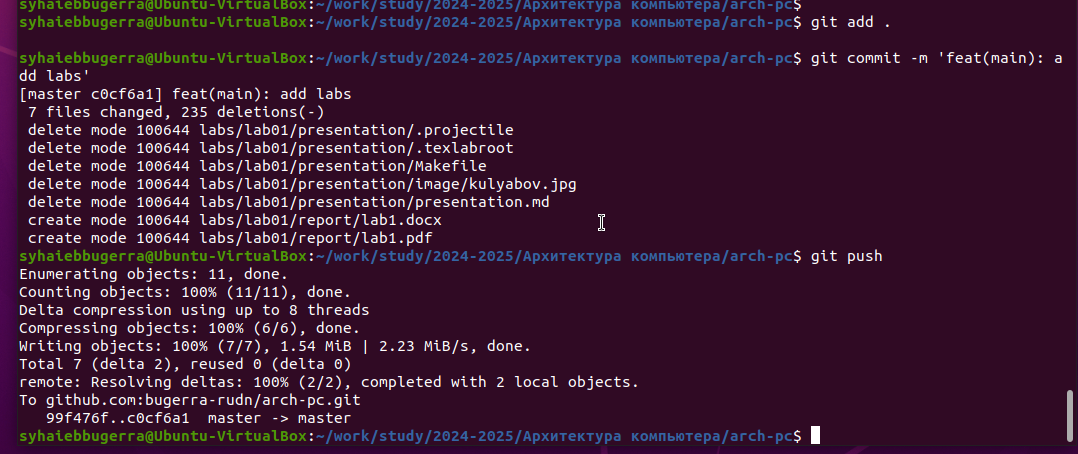 syhaiebbugerra@Ubuntu-VirtualBox:~/work/study/2024-2025/Архитектура компьютера/arch-pc$
syhaiebbugerra@Ubuntu-VirtualBox:~/work/study/2024-2025/Архитектура компьютера/arch-pc$ git add .
syhaiebbugerra@Ubuntu-VirtualBox:~/work/study/2024-2025/Архитектура компьютера/arch-pc$ git commit -m 'feat(main): a
dd labs'
[master c0cf6a1] feat(main): add labs
 7 files changed, 235 deletions(-)
 delete mode 100644 labs/lab01/presentation/.projectile
 delete mode 100644 labs/lab01/presentation/.texlabroot
 delete mode 100644 labs/lab01/presentation/Makefile
 delete mode 100644 labs/lab01/presentation/image/kulyabov.jpg
 delete mode 100644 labs/lab01/presentation/presentation.md
 create mode 100644 labs/lab01/report/lab1.docx
 create mode 100644 labs/lab01/report/lab1.pdf
syhaiebbugerra@Ubuntu-VirtualBox:~/work/study/2024-2025/Архитектура компьютера/arch-pc$ git push
Enumerating objects: 11, done.
Counting objects: 100% (11/11), done.
Delta compression using up to 8 threads
Compressing objects: 100% (6/6), done.
Writing objects: 100% (7/7), 1.54 MiB | 2.23 MiB/s, done.
Total 7 (delta 2), reused 0 (delta 0)
remote: Resolving deltas: 100% (2/2), completed with 2 local objects.
To github.com:bugerra-rudn/arch-pc.git
   99f476f..c0cf6a1  master -> master
syhaiebbugerra@Ubuntu-VirtualBox:~/work/study/2024-2025/Архитектура компьютера/arch-pc$